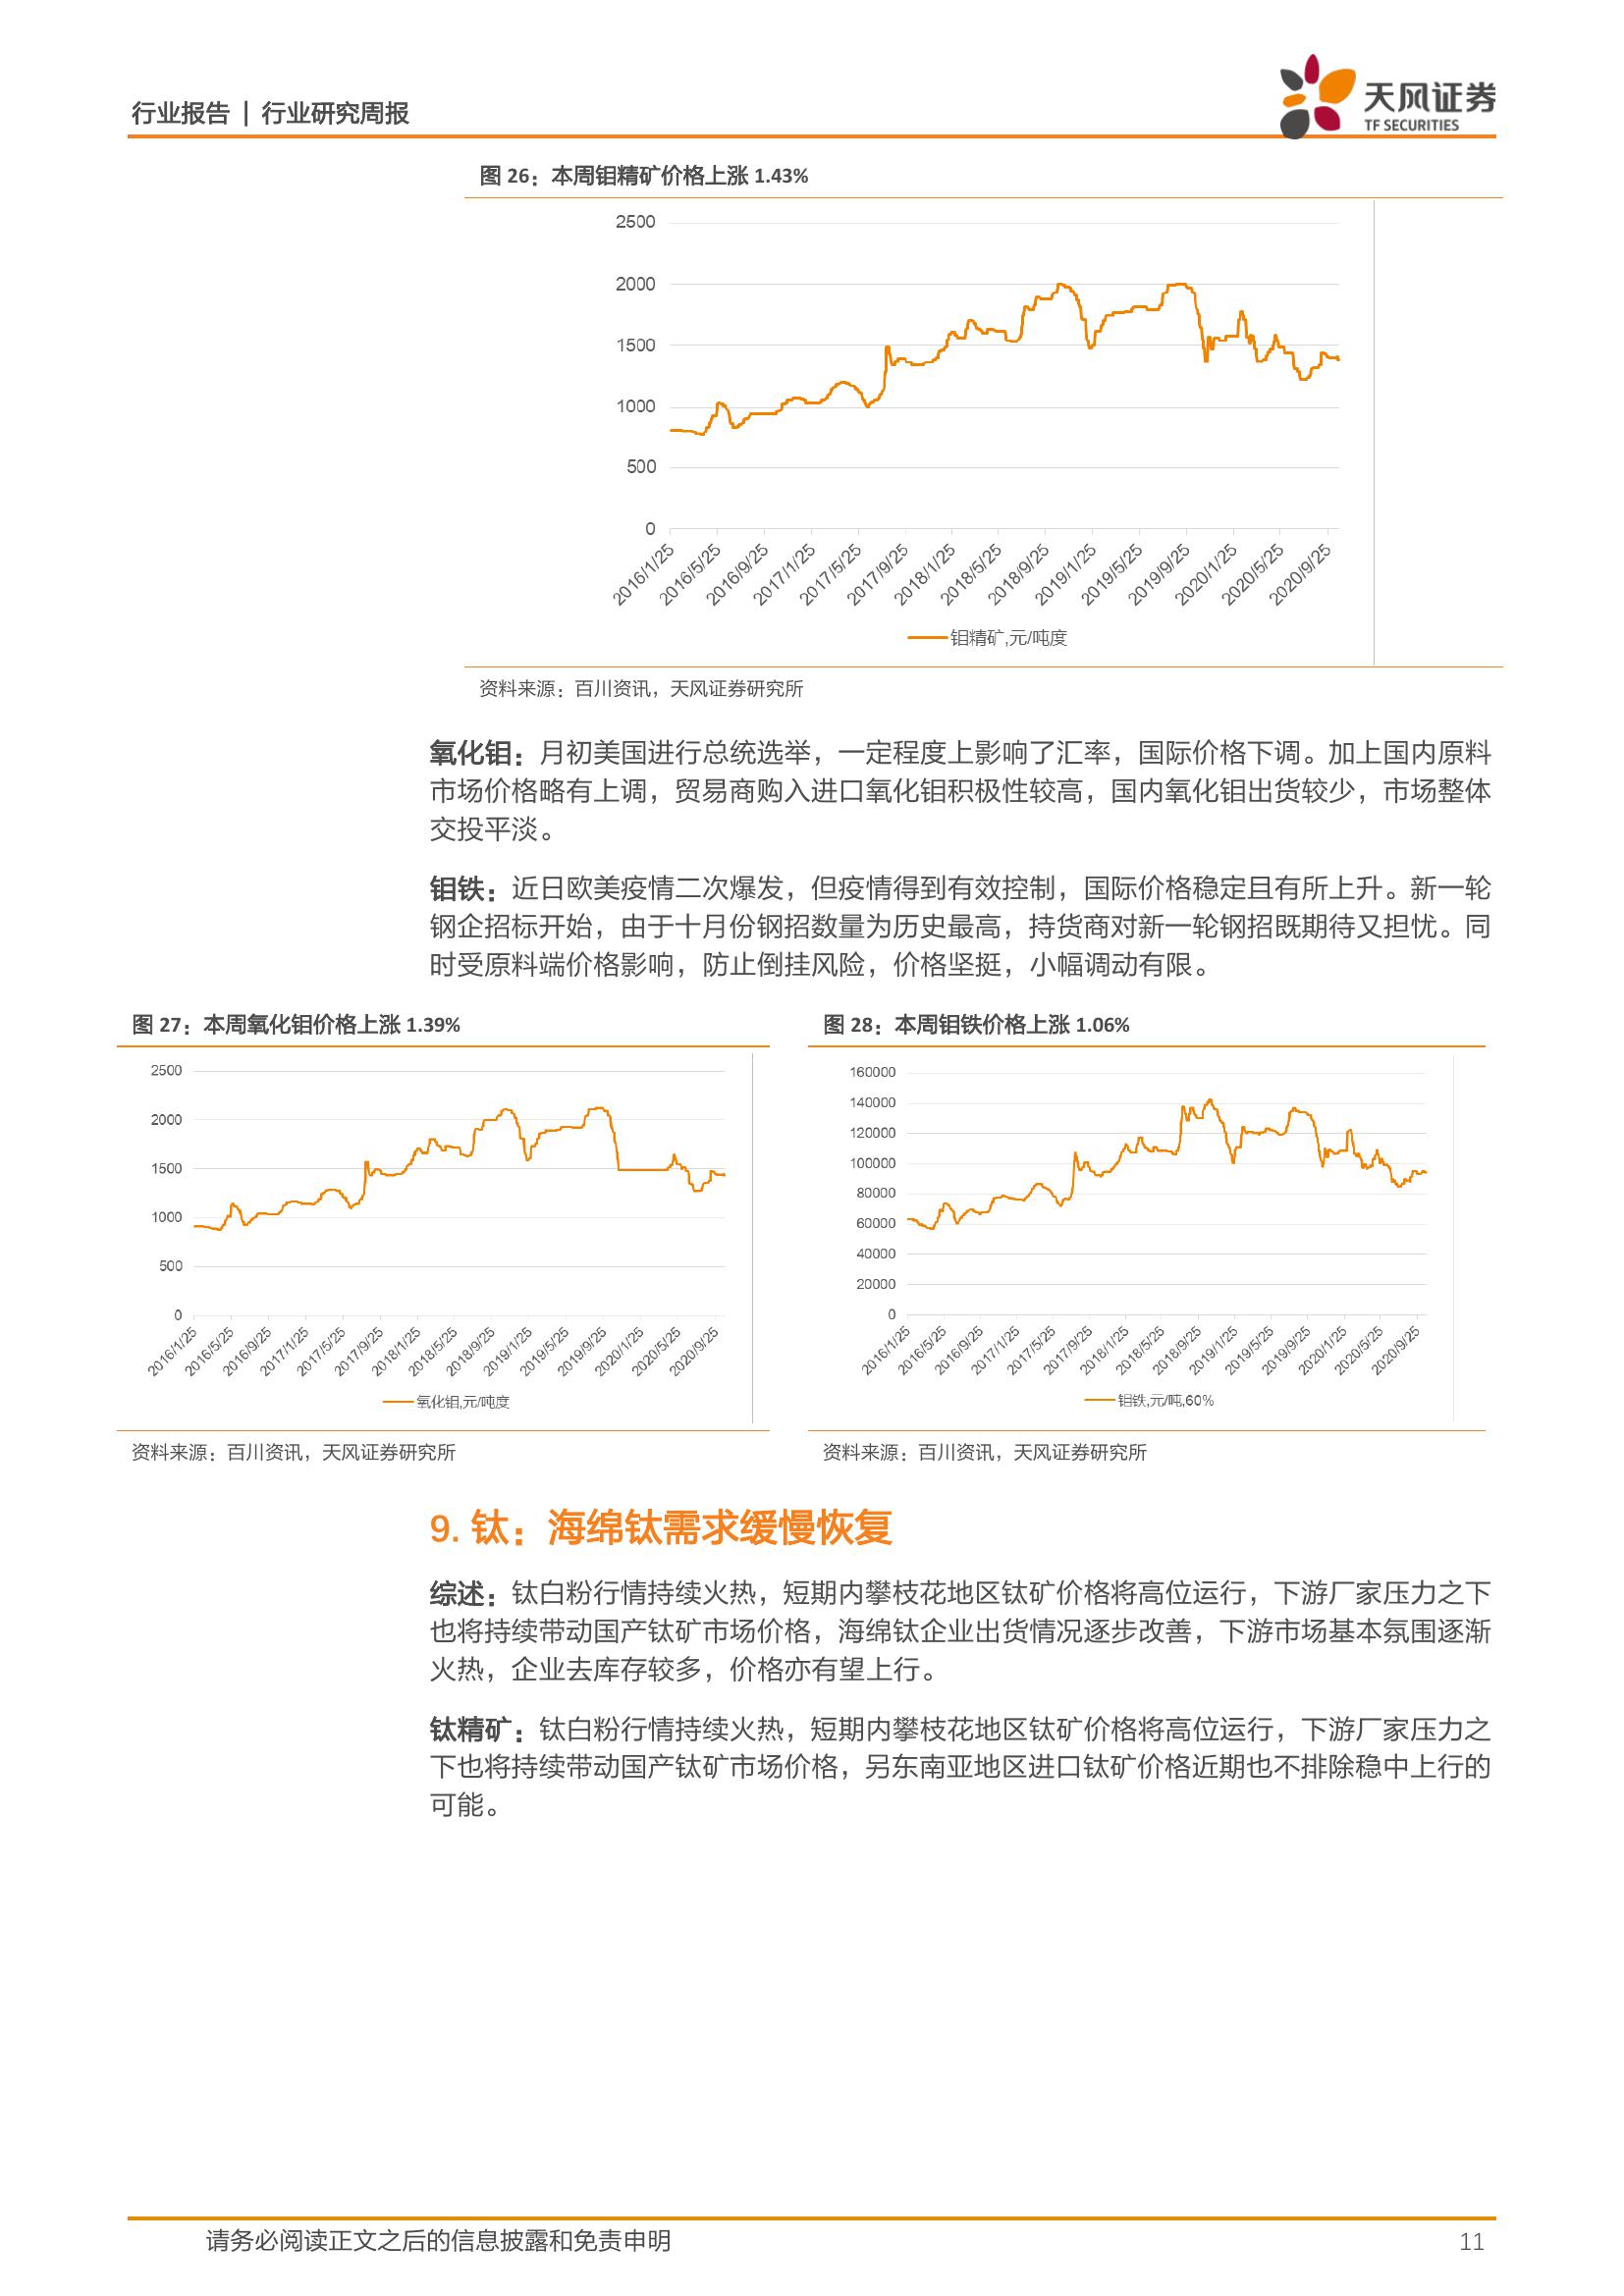 行业报告 | 行业研究周报
天风证券
TF SECURITIES
图 26：本周钼精矿价格上涨 1.43%
2500
2000
1500
1000
500
0
2016/1/25
2016/5/25
2016/9/25
2017/1/25
2017/5/25
2017/9/25
2018/1/25
2018/5/25
2018/9/25
2019/1/25
2019/5/25
2019/9/25
2020/1/25
2020/5/25
2020/9/25
钼精矿,元/吨度
资料来源：百川资讯，天风证券研究所
氧化钼：月初美国进行总统选举，一定程度上影响了汇率，国际价格下调。加上国内原料
市场价格略有上调，贸易商购入进口氧化钼积极性较高，国内氧化钼出货较少，市场整体
交投平淡。
钼铁：近日欧美疫情二次爆发，但疫情得到有效控制，国际价格稳定且有所上升。新一轮
钢企招标开始，由于十月份钢招数量为历史最高，持货商对新一轮钢招既期待又担忧。同
时受原料端价格影响，防止倒挂风险，价格坚挺，小幅调动有限。
图 27：本周氧化钼价格上涨 1.39%
2500
2000
1500
1000
500
0
2016/1/25
2016/5/25
2016/9/25
2017/1/25
2017/5/25
2017/9/25
2018/1/25
2018/5/25
2018/9/25
2019/1/25
2019/5/25
2019/9/25
2020/1/25
2020/5/25
2020/9/25
氧化钼,元/吨度
资料来源：百川资讯，天风证券研究所
图 28：本周钼铁价格上涨 1.06%
160000
140000
120000
100000
80000
60000
40000
20000
0
2016/1/25
2016/5/25
2016/9/25
2017/1/25
2017/5/25
2017/9/25
2018/1/25
2018/5/25
2018/9/25
2019/1/25
2019/5/25
2019/9/25
2020/1/25
2020/5/25
2020/9/25
钼铁,元/吨,60%
资料来源：百川资讯，天风证券研究所
9. 钛：海绵钛需求缓慢恢复
综述：钛白粉行情持续火热，短期内攀枝花地区钛矿价格将高位运行，下游厂家压力之下
也将持续带动国产钛矿市场价格，海绵钛企业出货情况逐步改善，下游市场基本氛围逐渐
火热，企业去库存较多，价格亦有望上行。
钛精矿：钛白粉行情持续火热，短期内攀枝花地区钛矿价格将高位运行，下游厂家压力之
下也将持续带动国产钛矿市场价格，另东南亚地区进口钛矿价格近期也不排除稳中上行的
可能。
请务必阅读正文之后的信息披露和免责申明
11